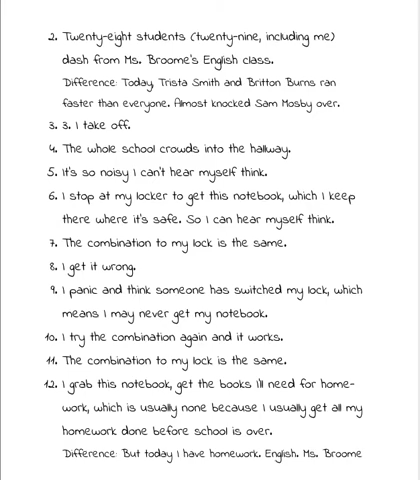 2. Twenty-eight students (twenty-nine, including me)
dash from Ms. Broome's English class.
Difference: Today, Trista Smith and Britton Burns ran
faster than everyone. Almost knocked Sam Mosby over.
3. 3. I take off.
4. The whole school crowds into the hallway.
5. It's so noisy I can't hear myself think.
6. I stop at my locker to get this notebook, which I keep
there where it's safe. So I can hear myself think.
7. The combination to my lock is the same.
8. I get it wrong.
9. I panic and think someone has switched my lock, which
means I may never get my notebook.
10. I try the combination again and it works.
11. The combination to my lock is the same.
12. I grab this notebook, get the books I'll need for home-
work, which is usually none because I usually get all my
homework done before school is over.
Difference: But today I have homework. English. Ms. Broome